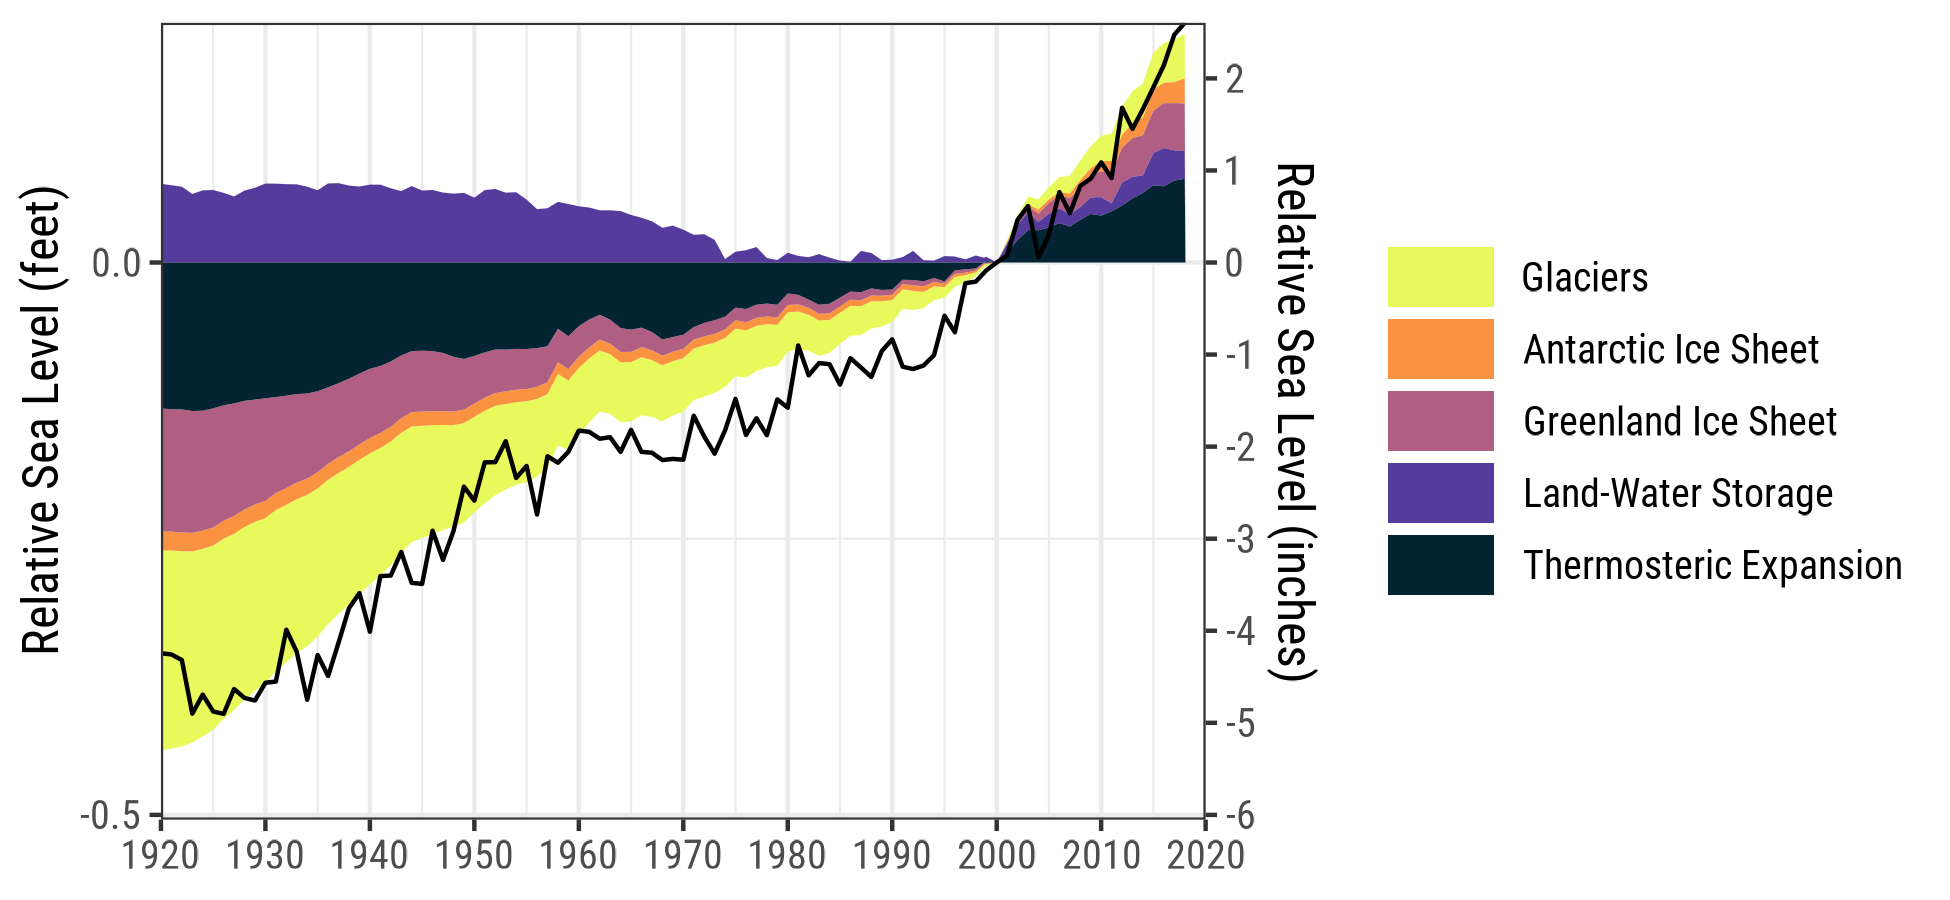 Relative Sea Level (feet)
0.0
-0.5
1920 1930 1940 1950 1960 1970 1980 1990 2000 2010 2020
2
1
0
-1
-2
-3
-4
-5
-6
Relative Sea Level (inches)
Glaciers
Antarctic Ice Sheet
Greenland Ice Sheet
Land-Water Storage
Thermosteric Expansion